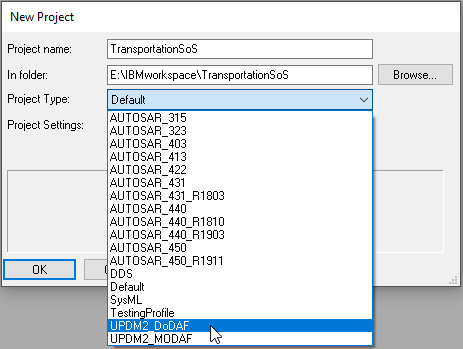 New Project
Project name:
TransportationSoS
In folder:
E:\IBMworkspace\TransportationSoS
Browse...
Project Type:
Default
Project Settings:
AUTOSAR_315
AUTOSAR_323
AUTOSAR_403
AUTOSAR_413
AUTOSAR_422
AUTOSAR_431
AUTOSAR_431_R1803
AUTOSAR_440
AUTOSAR_440_R1810
AUTOSAR_440_R1903
AUTOSAR_450
AUTOSAR_450_R1911
DDS
Default
SysML
TestingProfile
UPDM2_DoDAF
UPDM2_MODAF
OK